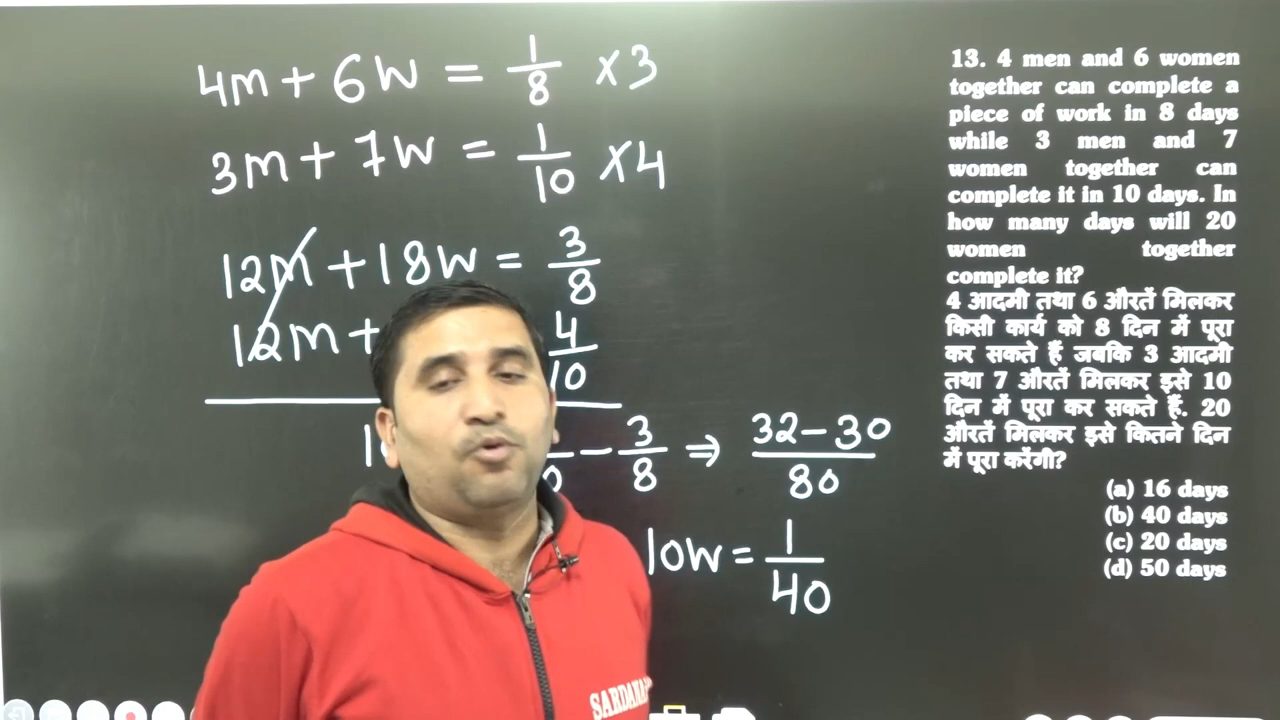 4m + 6w = 1/8 ×3
3m + 7w = 1/10 ×4
12m + 18w = 3/8
12m + 4/10
- 3/8 ⇒ 32-30/80
10w = 1/40
13. 4 men and 6 women
together can complete a
piece of work in 8 days
while 3 men and 7
women together can
complete it in 10 days. In
how many days will 20
women together
complete it?
4 आदमी तथा 6 औरतें मिलकर
किसी कार्य को 8 दिन में पूरा
कर सकते हैं जबकि 3 आदमी
तथा 7 औरतें मिलकर इसे 10
दिन में पूरा कर सकते हैं. 20
औरतें मिलकर इसे कितने दिन
में पूरा करेंगी?
(a) 16 days
(b) 40 days
(c) 20 days
(d) 50 days
SARDANA